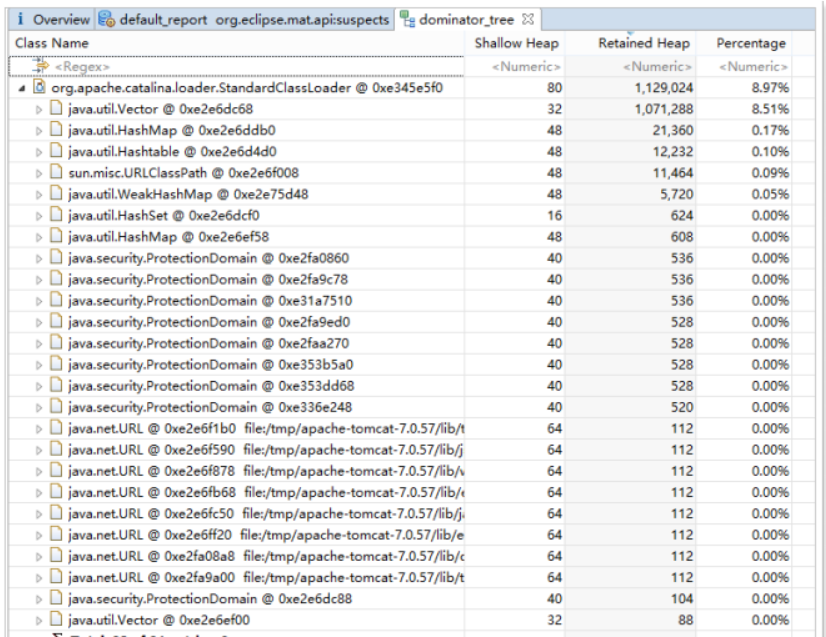 i Overview default_report org.eclipse.mat.api:suspects dominator_tree
Class Name Shallow Heap Retained Heap Percentage
<Regex> <Numeric> <Numeric> <Numeric>
org.apache.catalina.loader.StandardClassLoader @ 0xe345e5f0 80 1,129,024 8.97%
java.util.Vector @ 0xe2e6dc68 32 1,071,288 8.51%
java.util.HashMap @ 0xe2e6ddb0 48 21,360 0.17%
java.util.Hashtable @ 0xe2e6d4d0 48 12,232 0.10%
sun.misc.URLClassPath @ 0xe2e6f008 48 11,464 0.09%
java.util.WeakHashMap @ 0xe2e75d48 48 5,720 0.05%
java.util.HashSet @ 0xe2e6dcf0 16 624 0.00%
java.util.HashMap @ 0xe2e6ef58 48 608 0.00%
java.security.ProtectionDomain @ 0xe2fa0860 40 536 0.00%
java.security.ProtectionDomain @ 0xe2fa9c78 40 536 0.00%
java.security.ProtectionDomain @ 0xe31a7510 40 536 0.00%
java.security.ProtectionDomain @ 0xe2fa9ed0 40 528 0.00%
java.security.ProtectionDomain @ 0xe2faa270 40 528 0.00%
java.security.ProtectionDomain @ 0xe353b5a0 40 528 0.00%
java.security.ProtectionDomain @ 0xe353dd68 40 528 0.00%
java.security.ProtectionDomain @ 0xe336e248 40 520 0.00%
java.net.URL @ 0xe2e6f1b0 file:/tmp/apache-tomcat-7.0.57/lib/t 64 112 0.00%
java.net.URL @ 0xe2e6f590 file:/tmp/apache-tomcat-7.0.57/lib/j 64 112 0.00%
java.net.URL @ 0xe2e6f878 file:/tmp/apache-tomcat-7.0.57/lib/ 64 112 0.00%
java.net.URL @ 0xe2e6fb68 file:/tmp/apache-tomcat-7.0.57/lib/ 64 112 0.00%
java.net.URL @ 0xe2e6fc50 file:/tmp/apache-tomcat-7.0.57/lib/j 64 112 0.00%
java.net.URL @ 0xe2e6ff20 file:/tmp/apache-tomcat-7.0.57/lib/e 64 112 0.00%
java.net.URL @ 0xe2fa08a8 file:/tmp/apache-tomcat-7.0.57/lib/ 64 112 0.00%
java.net.URL @ 0xe2fa9a00 file:/tmp/apache-tomcat-7.0.57/lib/t 64 112 0.00%
java.security.ProtectionDomain @ 0xe2e6dc88 40 104 0.00%
java.util.Vector @ 0xe2e6ef00 32 88 0.00%